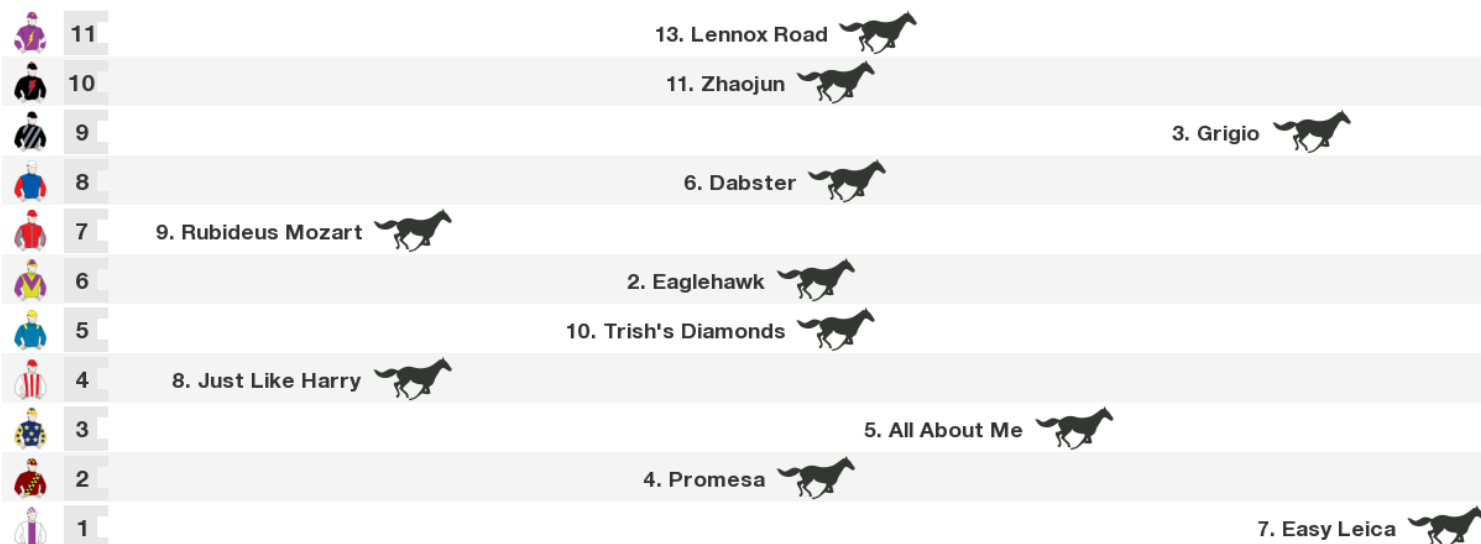 11 13. Lennox Road
10 11. Zhaojun
9 3. Grigio
8 6. Dabster
7 9. Rubideus Mozart
6 2. Eaglehawk
5 10. Trish's Diamonds
4 8. Just Like Harry
3 5. All About Me
2 4. Promesa
1 7. Easy Leica